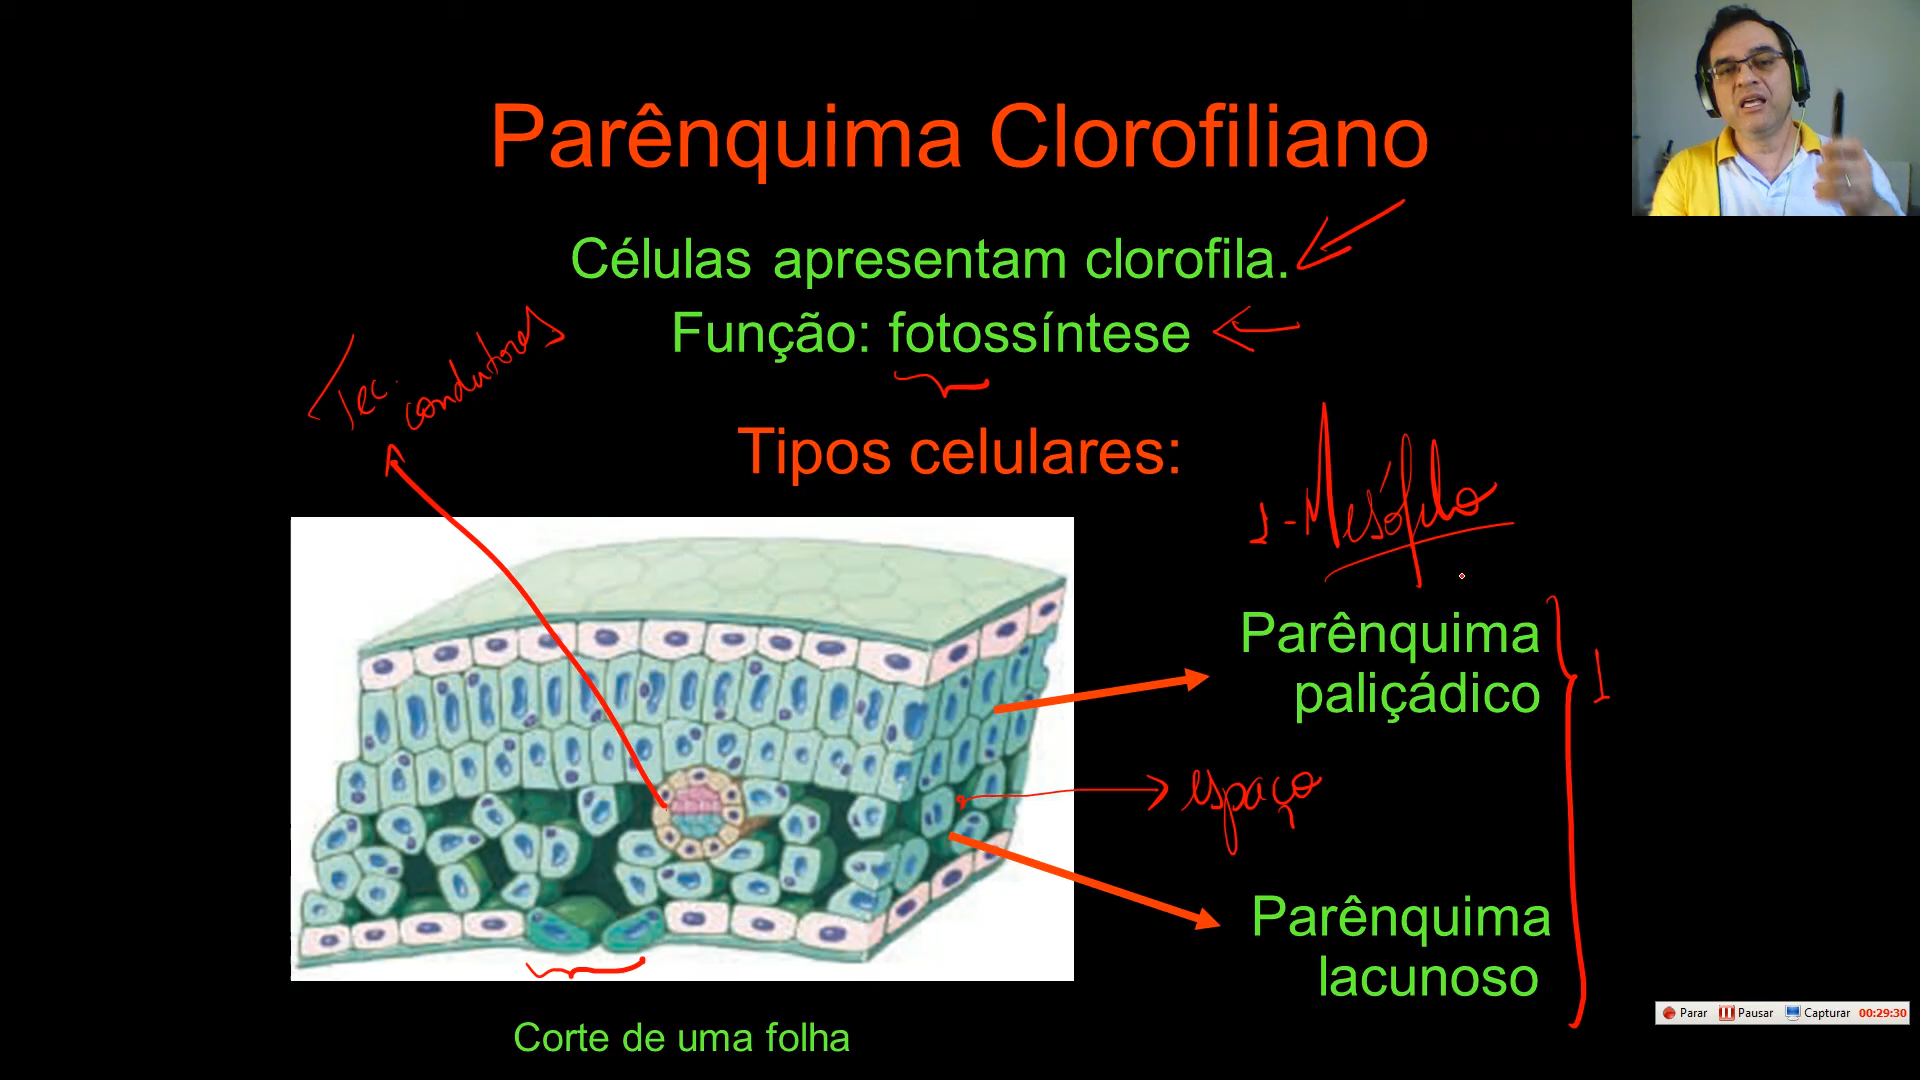 Parênquima Clorofiliano
Células apresentam clorofila.
Função: fotossíntese
Tec. condutores
Tipos celulares:
1-Mesófilo
Parênquima
paliçádico
1
espaço
Parênquima
lacunoso
Corte de uma folha
Parar Pausar Capturar 00:29:30